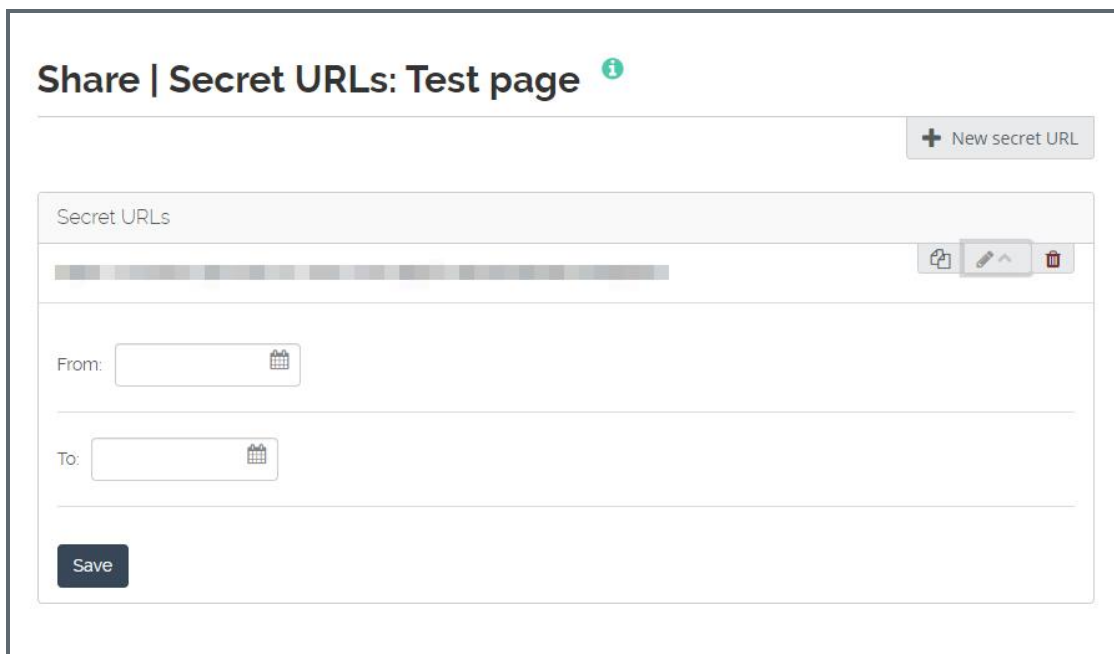 Share | Secret URLs: Test page
New secret URL
Secret URLs
From:
To:
Save